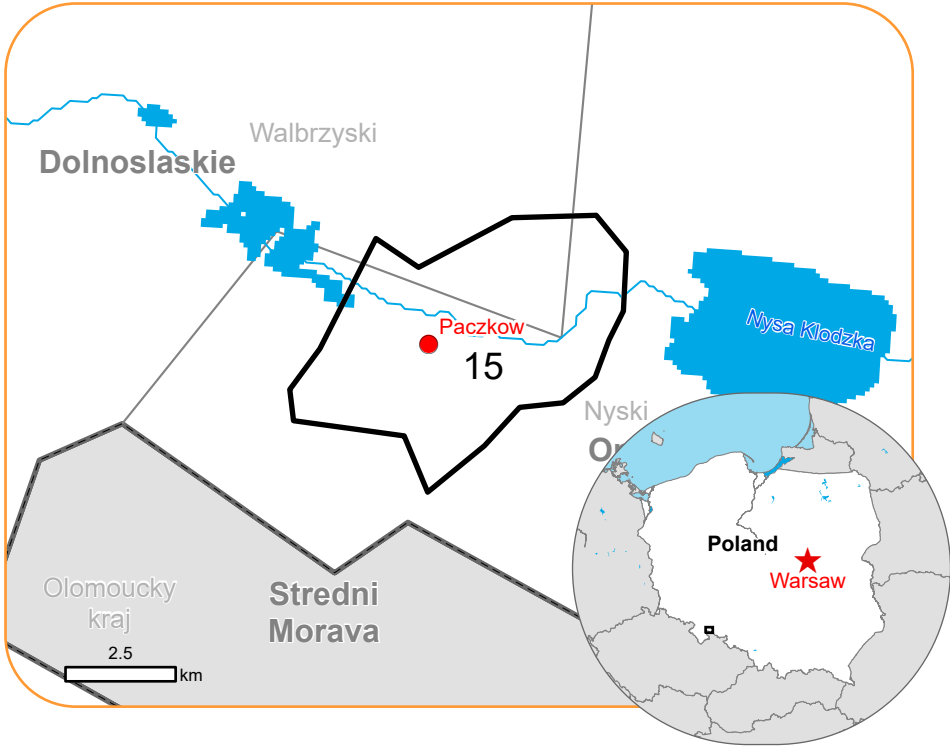 Walbrzyski
Dolnoslaskie
Paczkow
15
Nysa Klodzka
Nyski
Poland
Warsaw
Olomoucky
kraj
Stredni
Morava
2.5
km